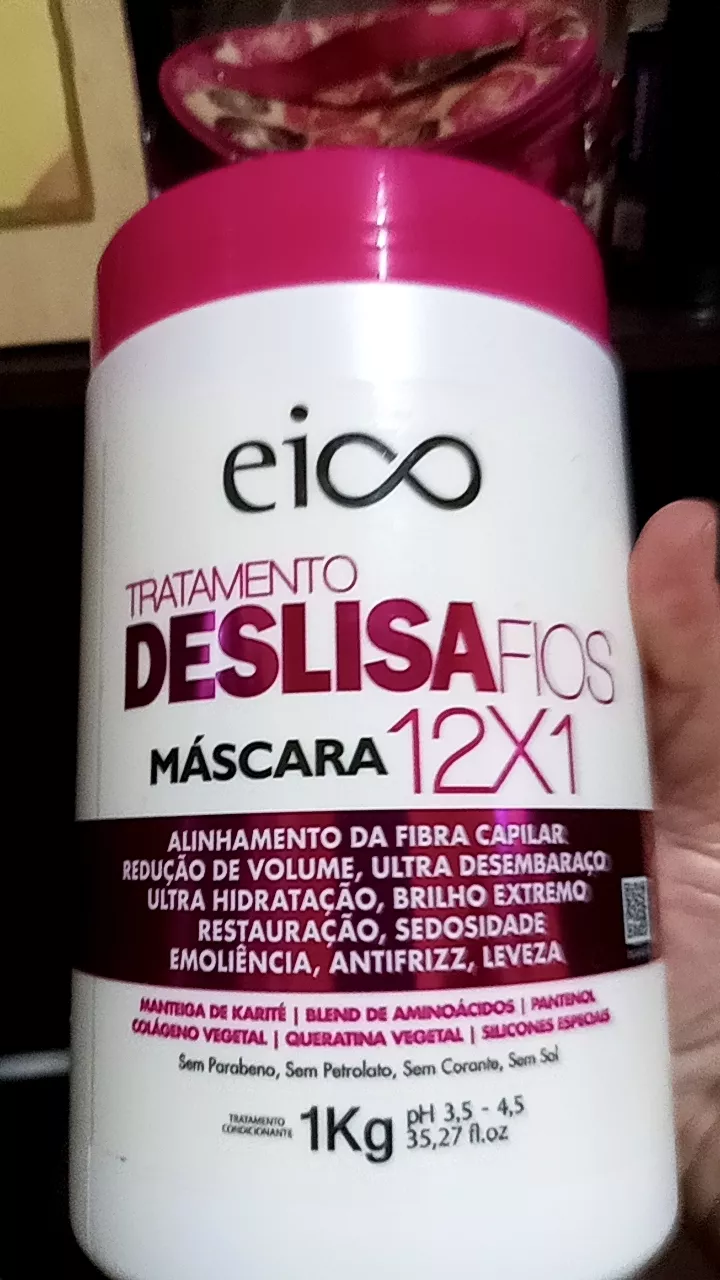 eico
TRATAMENTO
DESLISAFIOS
MÁSCARA 12X1
ALINHAMENTO DA FIBRA CAPILAR
REDUÇÃO DE VOLUME, ULTRA DESEMBARAÇO
ULTRA HIDRATAÇÃO, BRILHO EXTREMO
RESTAURAÇÃO, SEDOSIDADE
EMOLIÊNCIA, ANTIFRIZZ, LEVEZA
MANTEIGA DE KARITÉ | BLEND DE AMINOÁCIDOS | PANTENOL
COLÁGENO VEGETAL | QUERATINA VEGETAL | SILICONES ESPECIAIS
Sem Parabeno, Sem Petrolato, Sem Corante, Sem Sal
TRATAMENTO
CONDICIONANTE
1Kg
pH 3,5 - 4,5
35,27 fl.oz